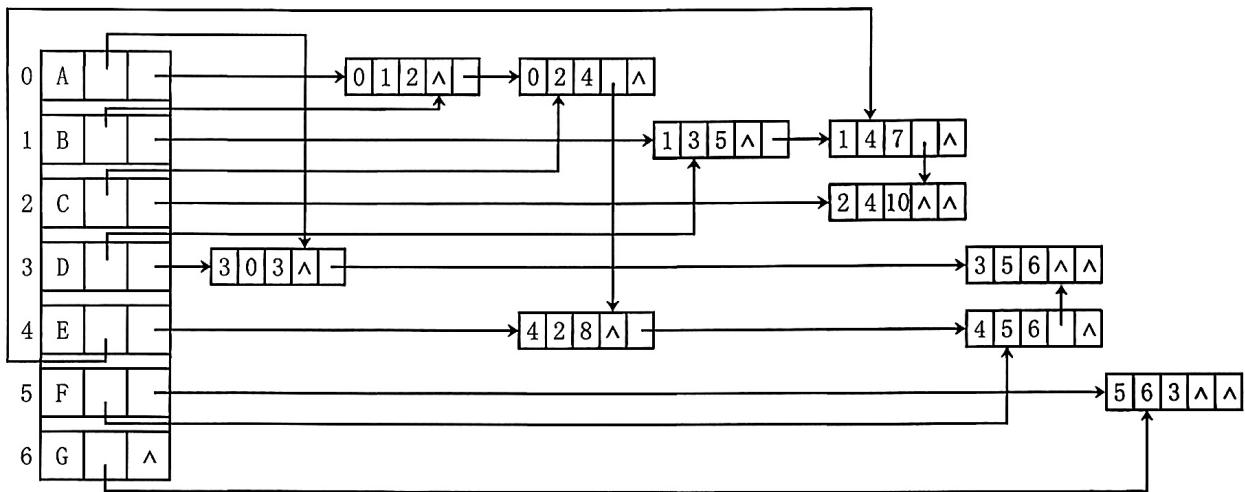 0 A 0 1 2 ∧ 0 2 4 ∧
1 B 1 3 5 ∧ 1 4 7 ∧
2 C 2 4 10 ∧ ∧
3 D 3 0 3 ∧ 3 5 6 ∧ ∧
4 E 4 2 8 ∧ 4 5 6 ∧
5 F 5 6 3 ∧ ∧
6 G ∧